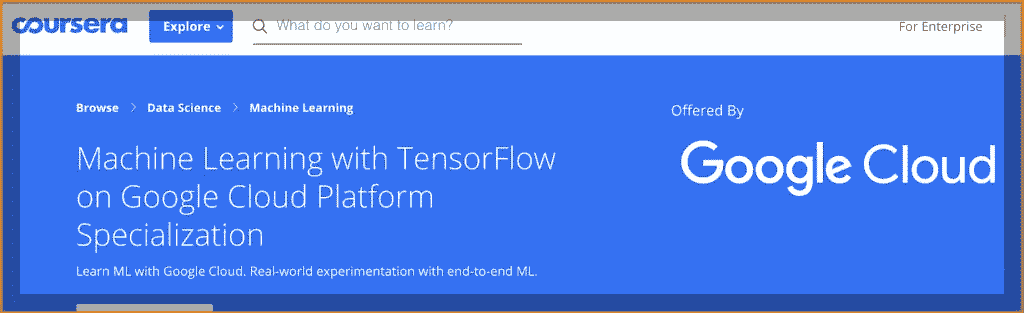 coursera Explore What do you want to learn? For Enterprise
Browse > Data Science > Machine Learning
Offered By
Google Cloud
Machine Learning with TensorFlow
on Google Cloud Platform
Specialization
Learn ML with Google Cloud. Real-world experimentation with end-to-end ML.